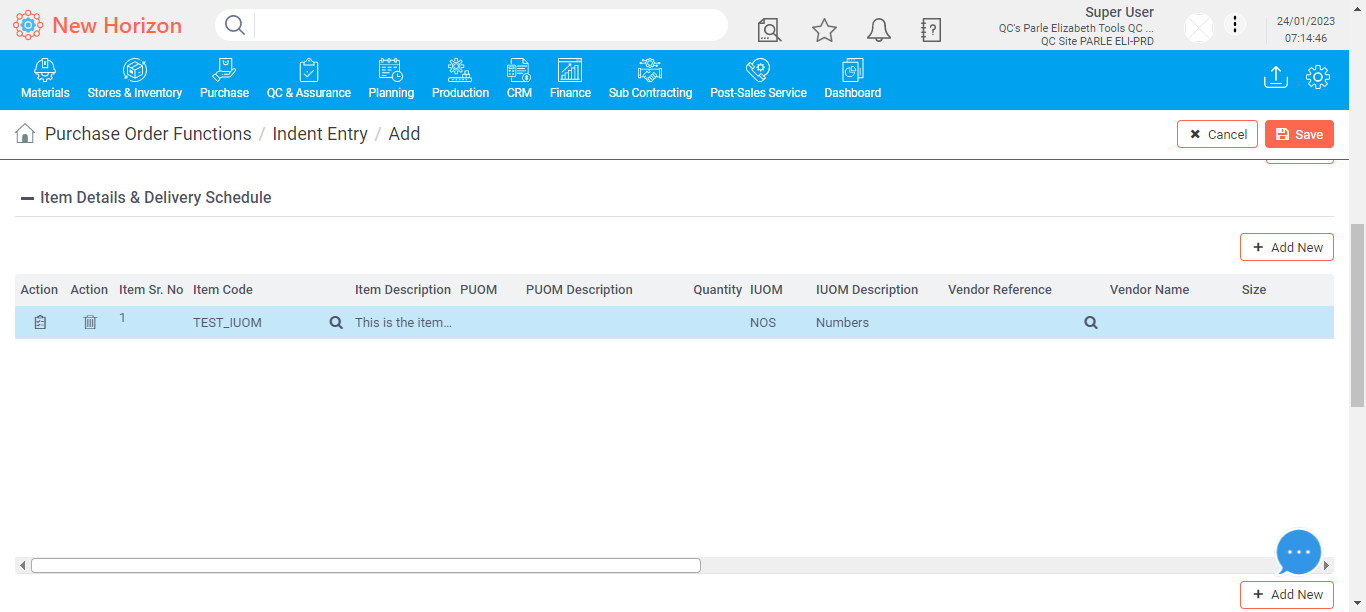 New Horizon
Super User
QC's Parle Elizabeth Tools QC ...
QC Site PARLE ELI-PRD
24/01/2023
07:14:46
Materials Stores & Inventory Purchase QC & Assurance Planning Production CRM Finance Sub Contracting Post-Sales Service Dashboard
Purchase Order Functions / Indent Entry / Add
Cancel Save
Item Details & Delivery Schedule
+ Add New
Action Action Item Sr. No Item Code Item Description PUOM PUOM Description Quantity IUOM IUOM Description Vendor Reference Vendor Name Size
1 TEST_IUOM This is the item... NOS Numbers
+ Add New